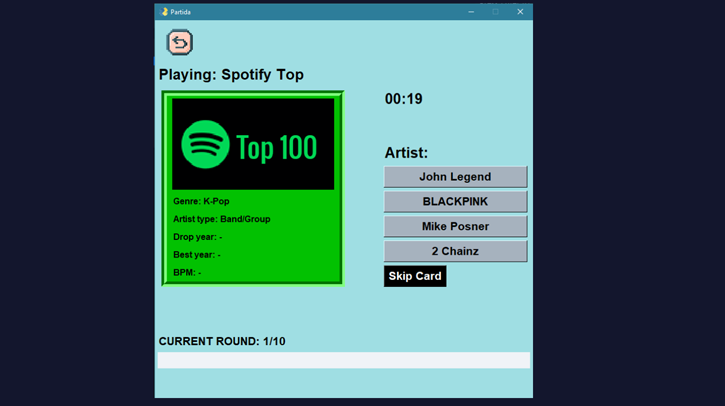 Partida
Playing: Spotify Top
00:19
Top 100
Artist:
John Legend
BLACKPINK
Mike Posner
2 Chainz
Skip Card
Genre: K-Pop
Artist type: Band/Group
Drop year: -
Best year: -
BPM: -
CURRENT ROUND: 1/10